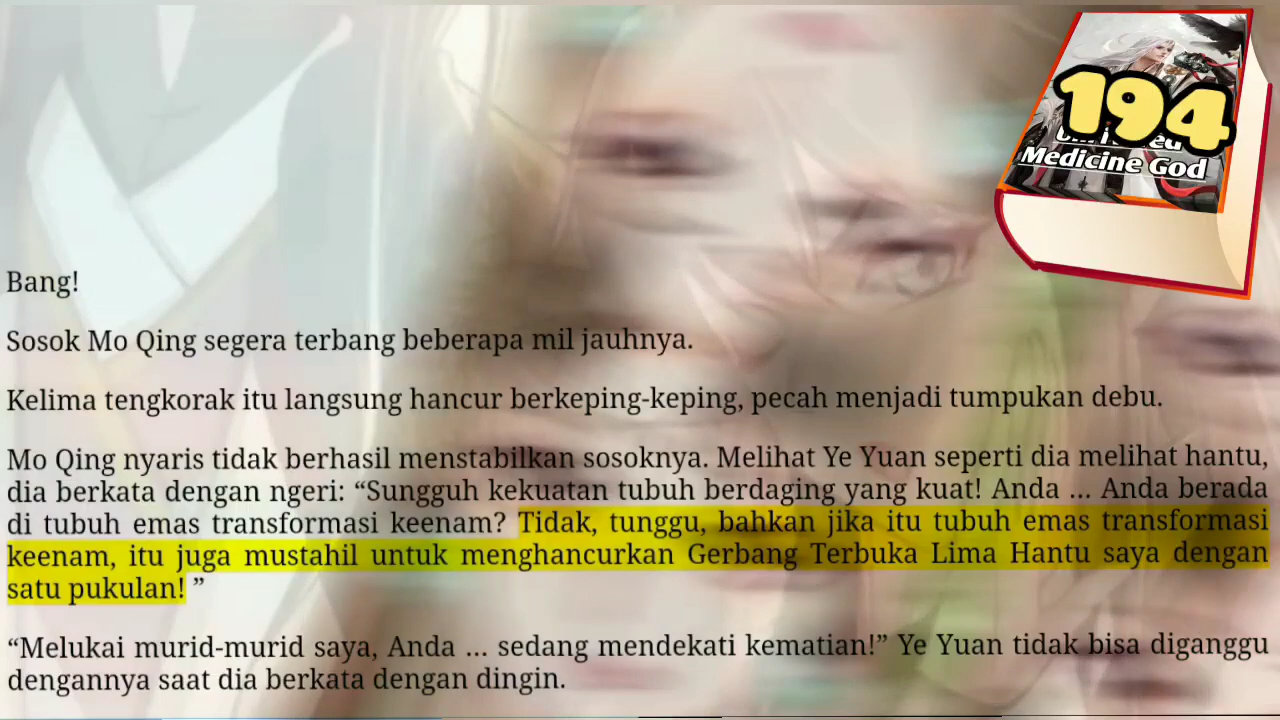 194
Medicine God
Bang!
Sosok Mo Qing segera terbang beberapa mil jauhnya.
Kelima tengkorak itu langsung hancur berkeping-keping, pecah menjadi tumpukan debu.
Mo Qing nyaris tidak berhasil menstabilkan sosoknya. Melihat Ye Yuan seperti dia melihat hantu,
dia berkata dengan ngeri: “Sungguh kekuatan tubuh berdaging yang kuat! Anda ... Anda berada
di tubuh emas transformasi keenam? Tidak, tunggu, bahkan jika itu tubuh emas transformasi
keenam, itu juga mustahil untuk menghancurkan Gerbang Terbuka Lima Hantu saya dengan
satu pukulan! ”
“Melukai murid-murid saya, Anda ... sedang mendekati kematian!” Ye Yuan tidak bisa diganggu
dengannya saat dia berkata dengan dingin.